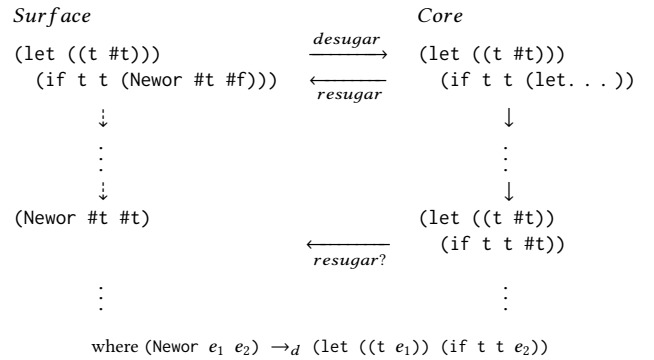 Surface Core
(let ((t #t))) desugar (let ((t #t)))
(if t t (Newor #t #f))) resugar (if t t (let. . . ))
(Newor #t #t) (let ((t #t))
resugar? (if t t #t))
where (Newor e₁ e₂) →d (let ((t e₁)) (if t t e₂))